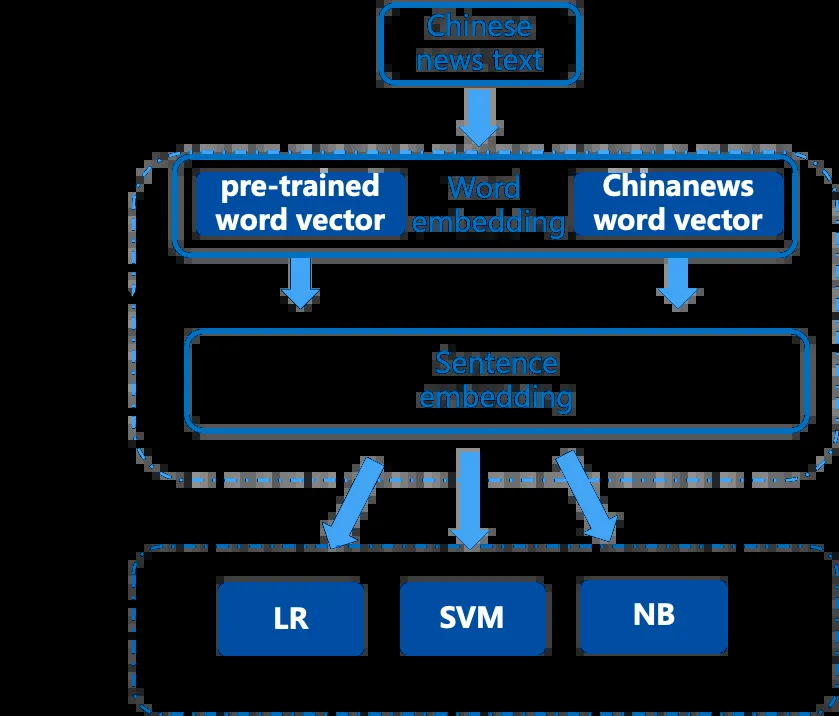 Chinese
news text
pre-trained
word vector
Word
embedding
Chinanews
word vector
Sentence
embedding
LR
SVM
NB